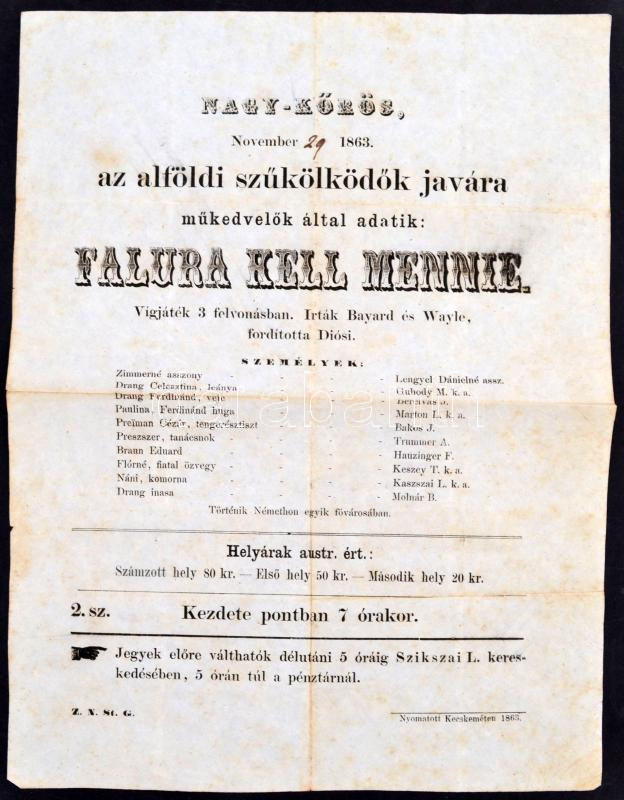 NAGY-KŐRÖS,
November 29 1863.
az alföldi szűkölködők javára
műkedvelők által adatik:
FALURA KELL MENNIE.
Vígjáték 3 felvonásban. Irták Bayard és Wayle,
fordította Diósi.
SZEMÉLYEK:
Zimmerné asszony - - - - Lengyel Dánielné assz.
Drang Celesztina, leánya Gubody M. k. a.
Drang Ferdinánd, veje
Paulina, Ferdinánd huga - - - Marton L. k. a.
Preiman Gézír, tengerésztiszt - - - Bakos J.
Preszszer, tanácsnok - - - - Trummer A.
Braun Eduard - - - - Hauzinger F.
Flórné, fiatal özvegy - - - - Keszey T. k. a.
Náni, komorna - - - - Kaszszai L. k. a.
Drang inasa - - - - Molnár B.
Történik Némethon egyik fővárosában.
Helyárak austr. ért.:
Számzott hely 80 kr. — Első hely 50 kr. — Második hely 20 kr.
2. sz. Kezdete pontban 7 órakor.
Jegyek előre válthatók délutáni 5 óráig Szikszai L. keres-
kedésében, 5 órán túl a pénztárnál.
Z. N. St. G. Nyomatott Kecskeméten 1863.